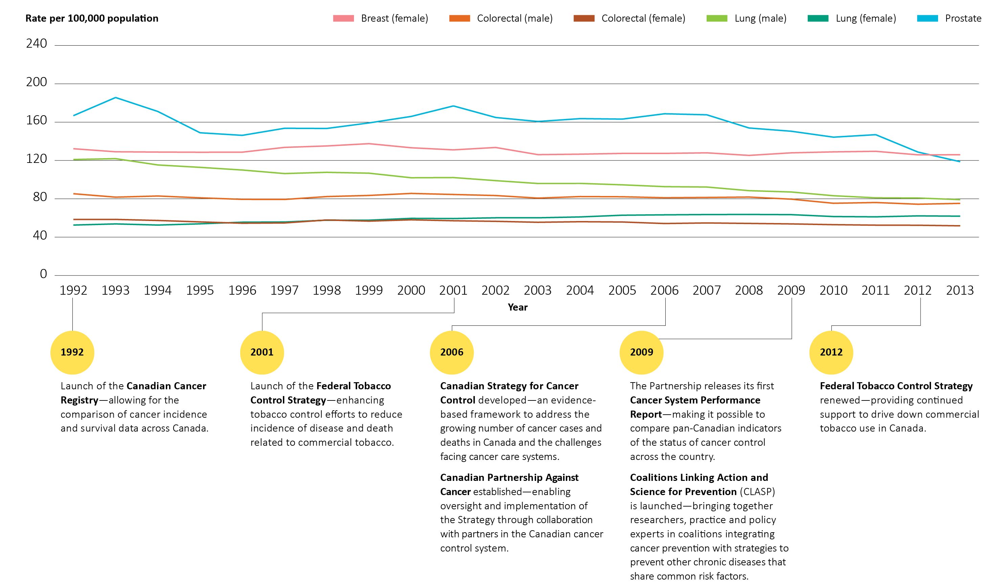 Rate per 100,000 population
Breast (female)
Colorectal (male)
Colorectal (female)
Lung (male)
Lung (female)
Prostate
240
200
160
120
80
40
0
1992
1993
1994
1995
1996
1997
1998
1999
2000
2001
2002
2003
2004
2005
2006
2007
2008
2009
2010
2011
2012
2013
Year
1992
Launch of the Canadian Cancer
Registry—allowing for the
comparison of cancer incidence
and survival data across Canada.
2001
Launch of the Federal Tobacco
Control Strategy—enhancing
tobacco control efforts to reduce
incidence of disease and death
related to commercial tobacco.
2006
Canadian Strategy for Cancer
Control developed—an evidence-
based framework to address the
growing number of cancer cases and
deaths in Canada and the challenges
facing cancer care systems.
Canadian Partnership Against
Cancer established—enabling
oversight and implementation of
the Strategy through collaboration
with partners in the Canadian cancer
control system.
2009
The Partnership releases its first
Cancer System Performance
Report—making it possible to
compare pan-Canadian indicators
of the status of cancer control
across the country.
Coalitions Linking Action and
Science for Prevention (CLASP)
is launched—bringing together
researchers, practice and policy
experts in coalitions integrating
cancer prevention with strategies to
prevent other chronic diseases that
share common risk factors.
2012
Federal Tobacco Control Strategy
renewed—providing continued
support to drive down commercial
tobacco use in Canada.